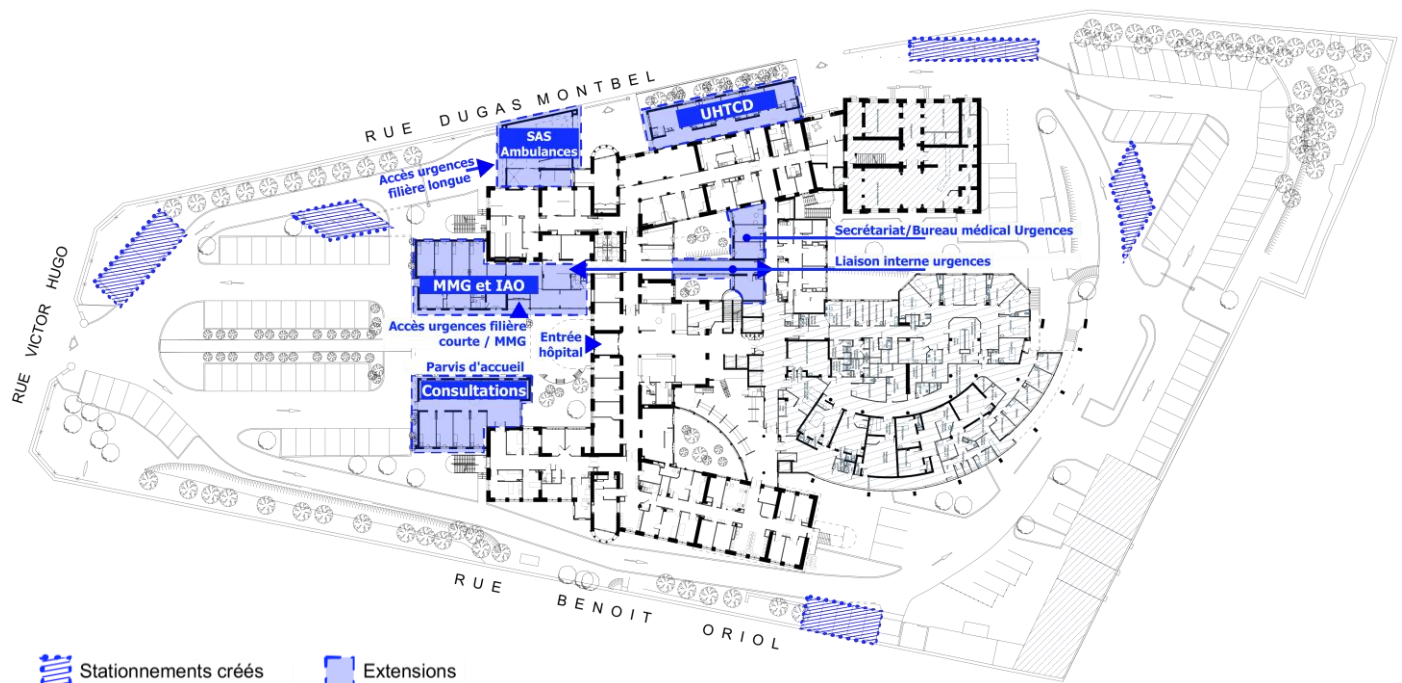 RUE DUGAS MONTBEL
UHTCD
SAS
Ambulances
Accès urgences
filière longue
Secrétariat/Bureau médical Urgences
Liaison interne urgences
MMG et IAO
Accès urgences filière
courte / MMG
Entrée
hôpital
Parvis d'accueil
Consultations
RUE VICTOR HUGO
RUE BENOIT ORIOL
Stationnements créés
Extensions